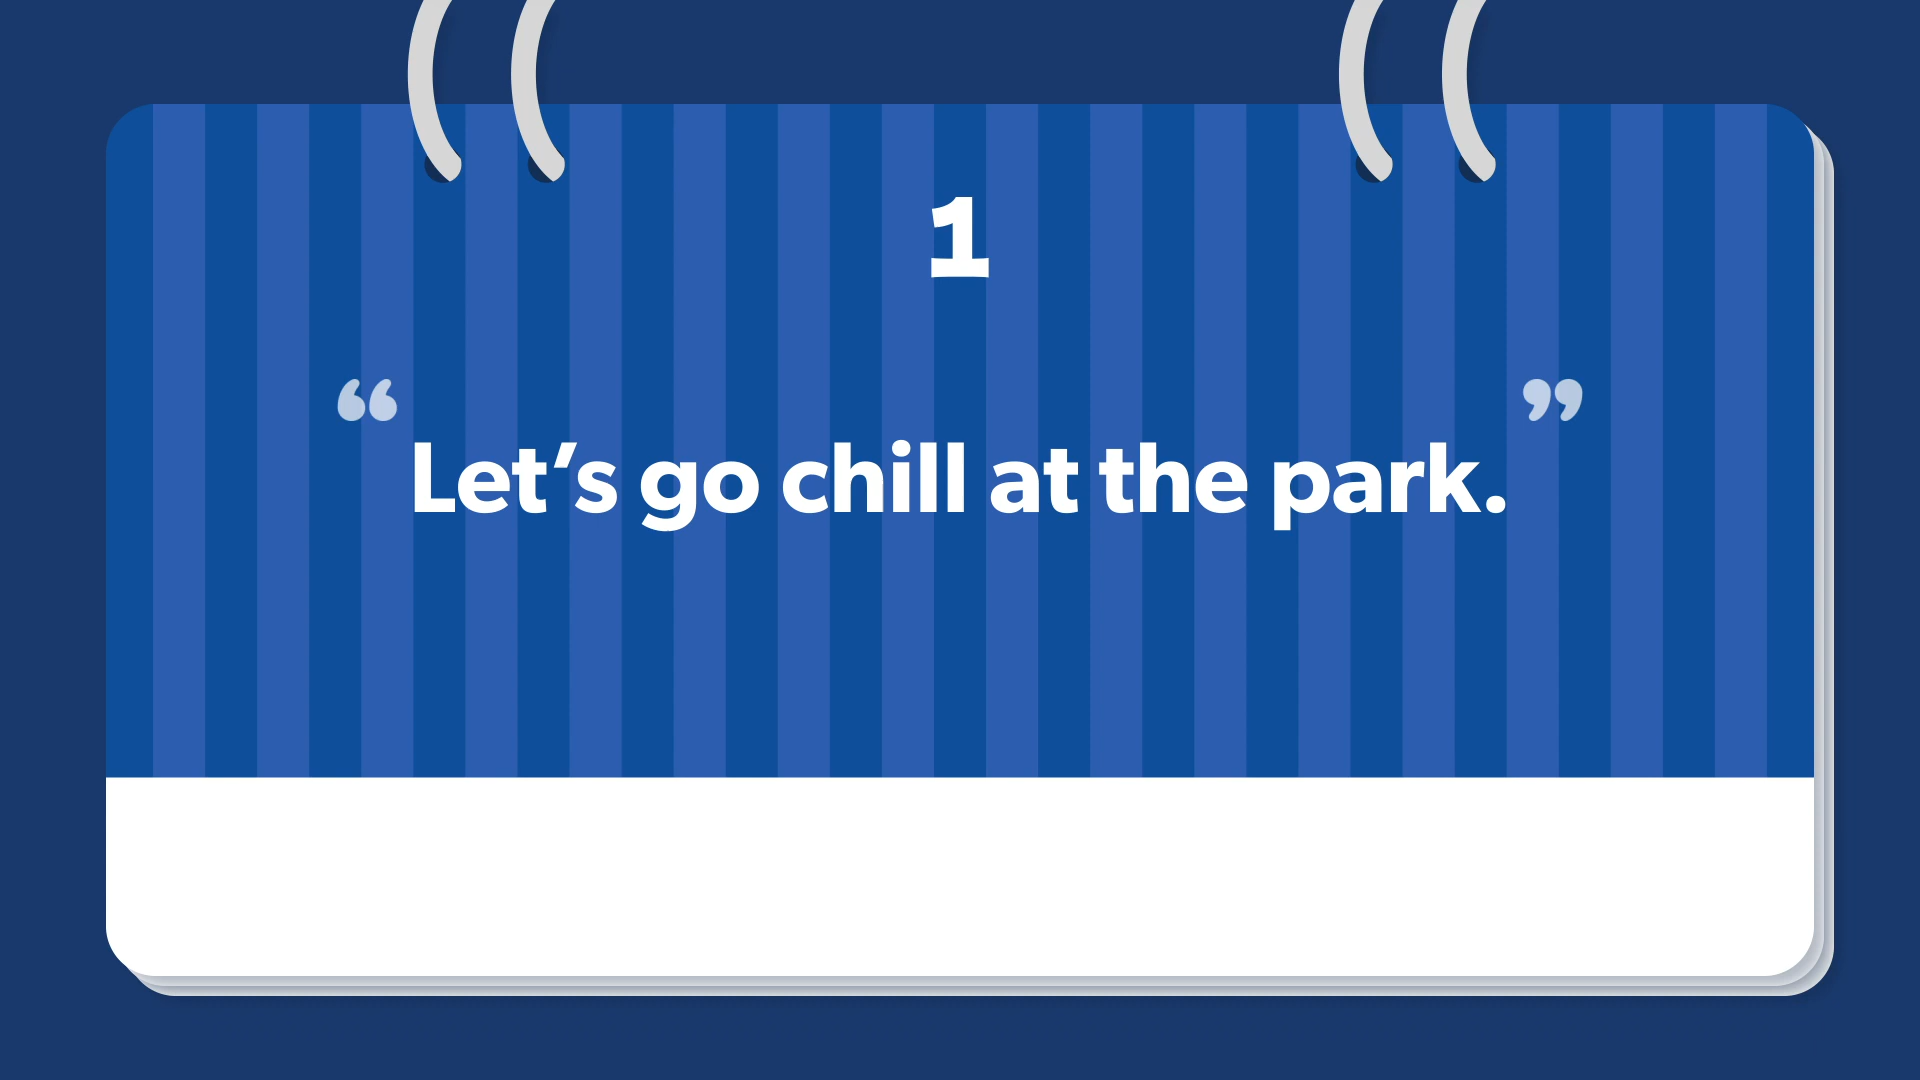 1
“Let’s go chill at the park.”